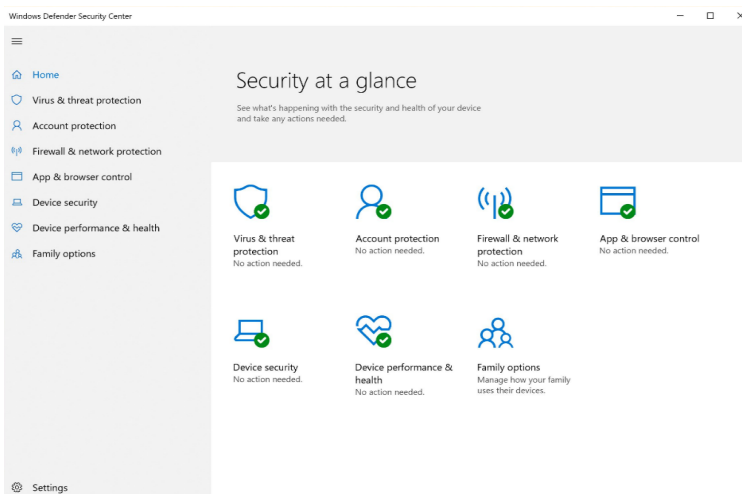 Windows Defender Security Center
Home
Virus & threat protection
Account protection
Firewall & network protection
App & browser control
Device security
Device performance & health
Family options
Settings
Security at a glance
See what's happening with the security and health of your device
and take any actions needed.
Virus & threat
protection
No action needed.
Account protection
No action needed.
Firewall & network
protection
No action needed.
App & browser control
No action needed.
Device security
No action needed.
Device performance &
health
No action needed.
Family options
Manage how your family
uses their devices.